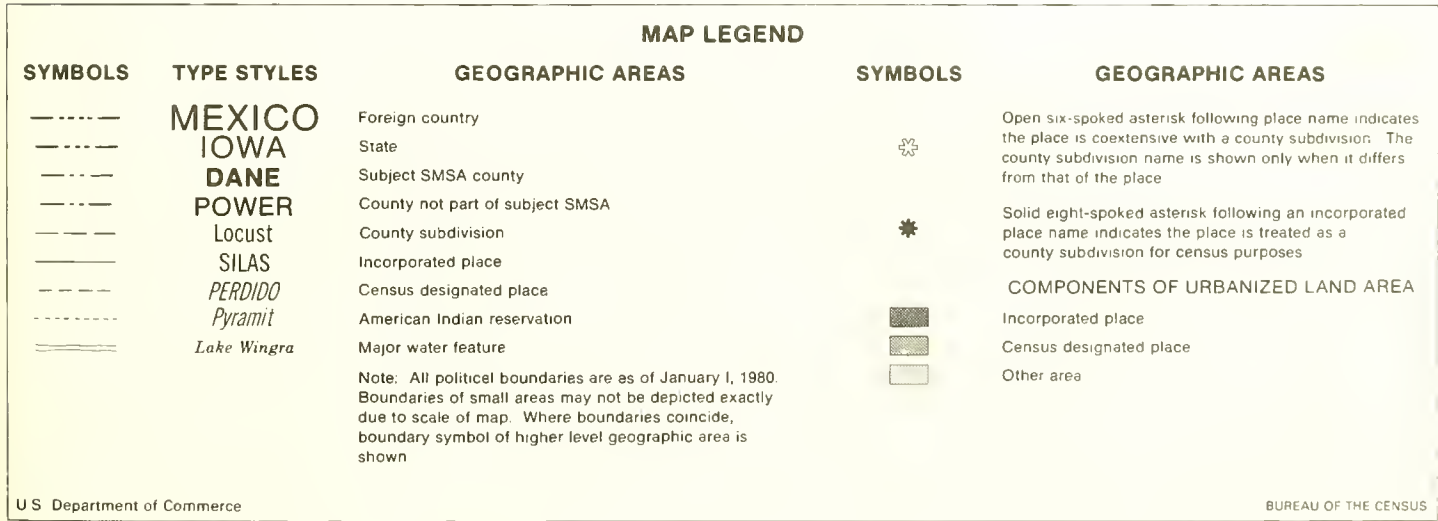 MAP LEGEND
SYMBOLS TYPE STYLES GEOGRAPHIC AREAS
MEXICO Foreign country
IOWA State
DANE Subject SMSA county
POWER County not part of subject SMSA
Locust County subdivision
SILAS Incorporated place
PERDIDO Census designated place
Pyramit American Indian reservation
Lake Wingra Major water feature
Note: All political boundaries are as of January 1, 1980.
Boundaries of small areas may not be depicted exactly
due to scale of map. Where boundaries coincide,
boundary symbol of higher level geographic area is
shown
SYMBOLS GEOGRAPHIC AREAS
Open six-spoked asterisk following place name indicates
the place is coextensive with a county subdivision. The
county subdivision name is shown only when it differs
from that of the place
Solid eight-spoked asterisk following an incorporated
place name indicates the place is treated as a
county subdivision for census purposes
COMPONENTS OF URBANIZED LAND AREA
Incorporated place
Census designated place
Other area
U S Department of Commerce
BUREAU OF THE CENSUS